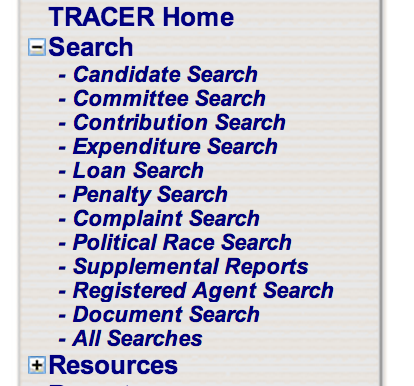 TRACER Home
Search
- Candidate Search
- Committee Search
- Contribution Search
- Expenditure Search
- Loan Search
- Penalty Search
- Complaint Search
- Political Race Search
- Supplemental Reports
- Registered Agent Search
- Document Search
- All Searches
Resources